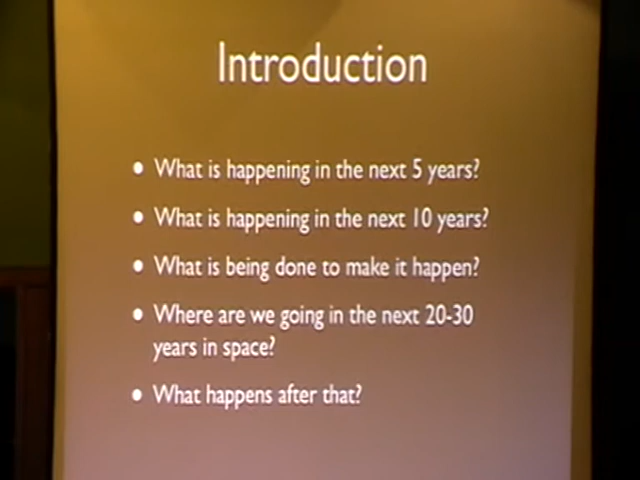 Introduction
• What is happening in the next 5 years?
• What is happening in the next 10 years?
• What is being done to make it happen?
• Where are we going in the next 20-30
years in space?
• What happens after that?